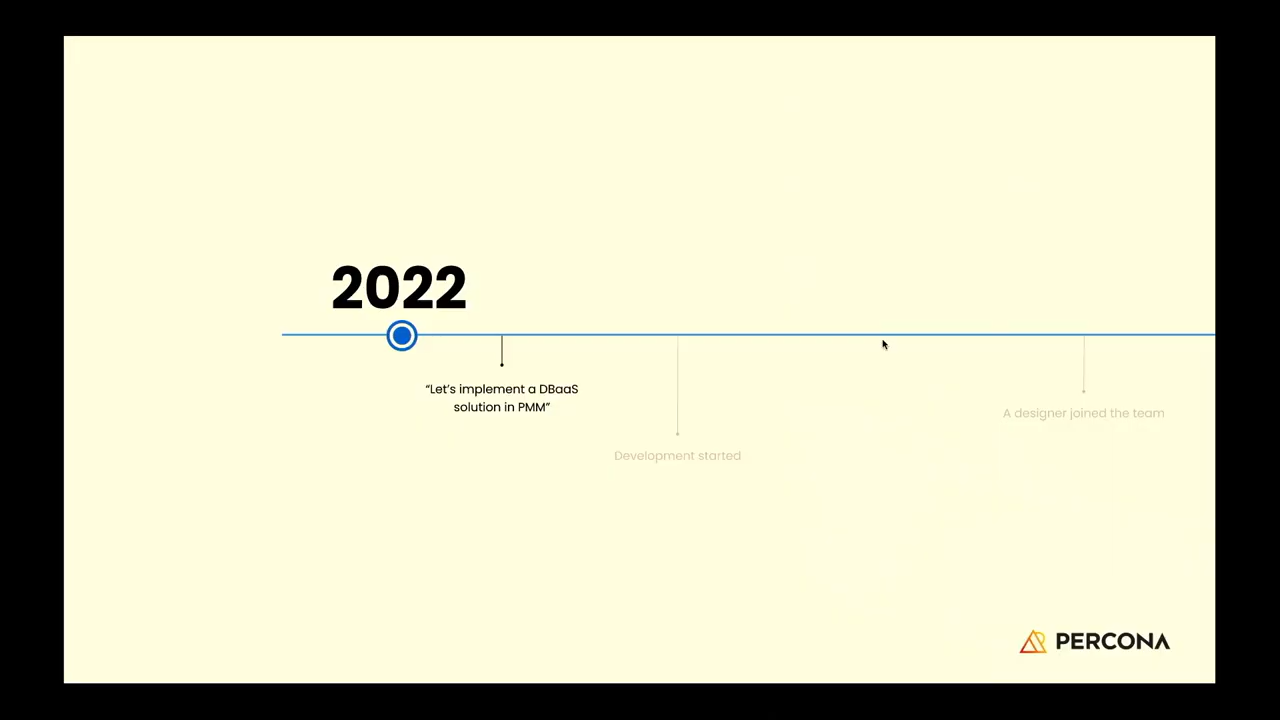 2022
“Let’s implement a DBaaS
solution in PMM”
Development started
A designer joined the team
PERCONA